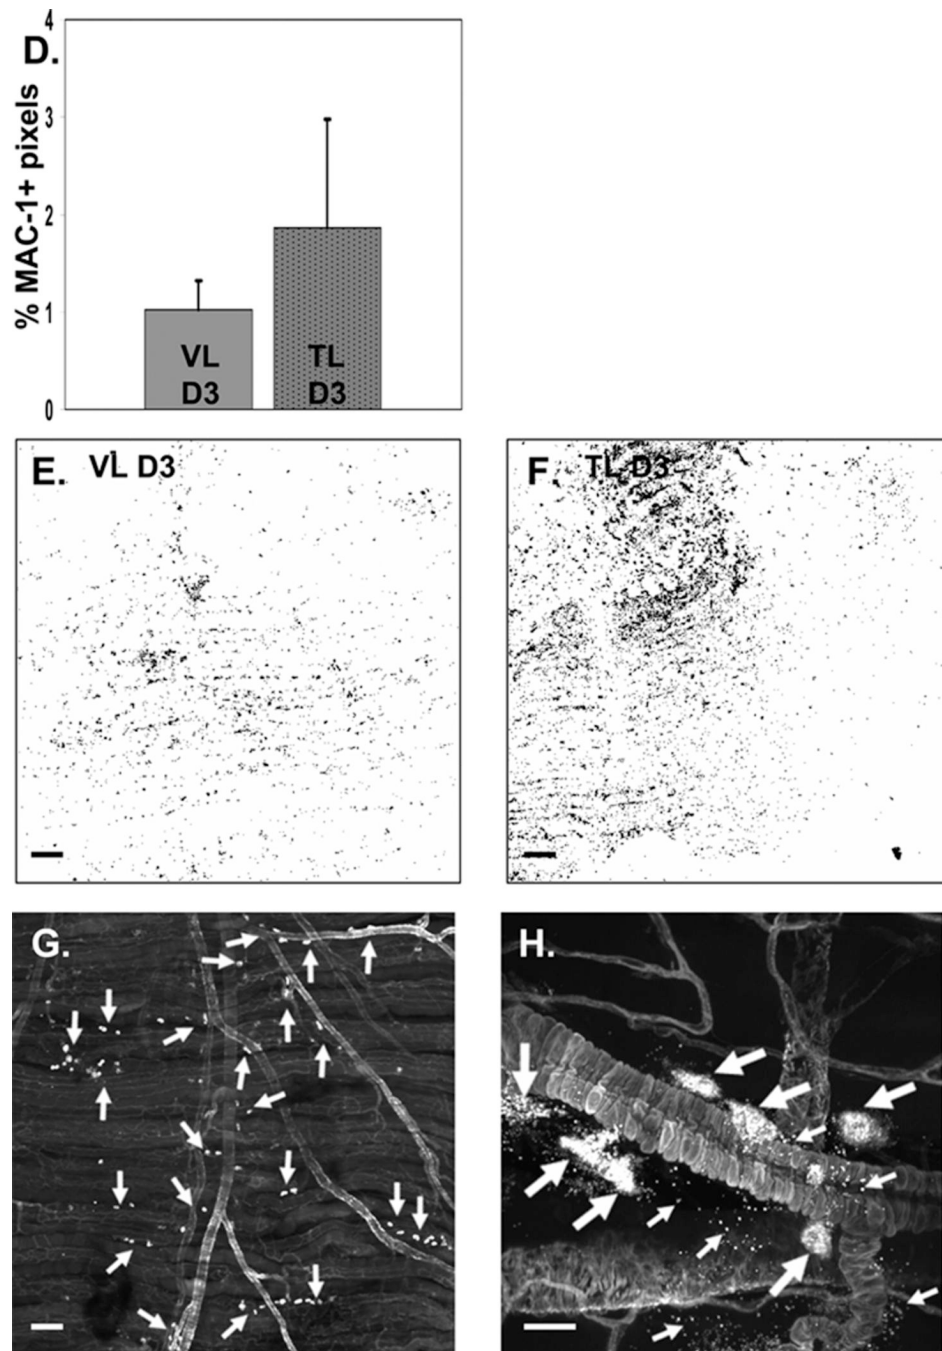 D.
% MAC-1+ pixels
4
3
2
1
0
VL
D3
TL
D3
E. VL D3
F. TL D3
G.
H.